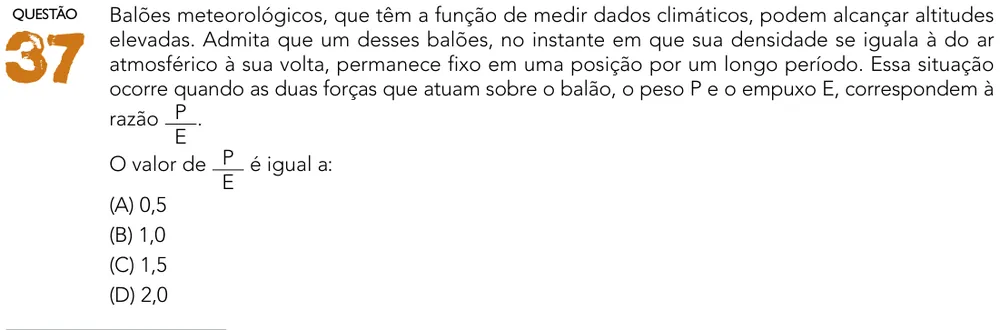 QUESTÃO
37
Balões meteorológicos, que têm a função de medir dados climáticos, podem alcançar altitudes
elevadas. Admita que um desses balões, no instante em que sua densidade se iguala à do ar
atmosférico à sua volta, permanece fixo em uma posição por um longo período. Essa situação
ocorre quando as duas forças que atuam sobre o balão, o peso P e o empuxo E, correspondem à
razão P/E.
O valor de P/E é igual a:
(A) 0,5
(B) 1,0
(C) 1,5
(D) 2,0